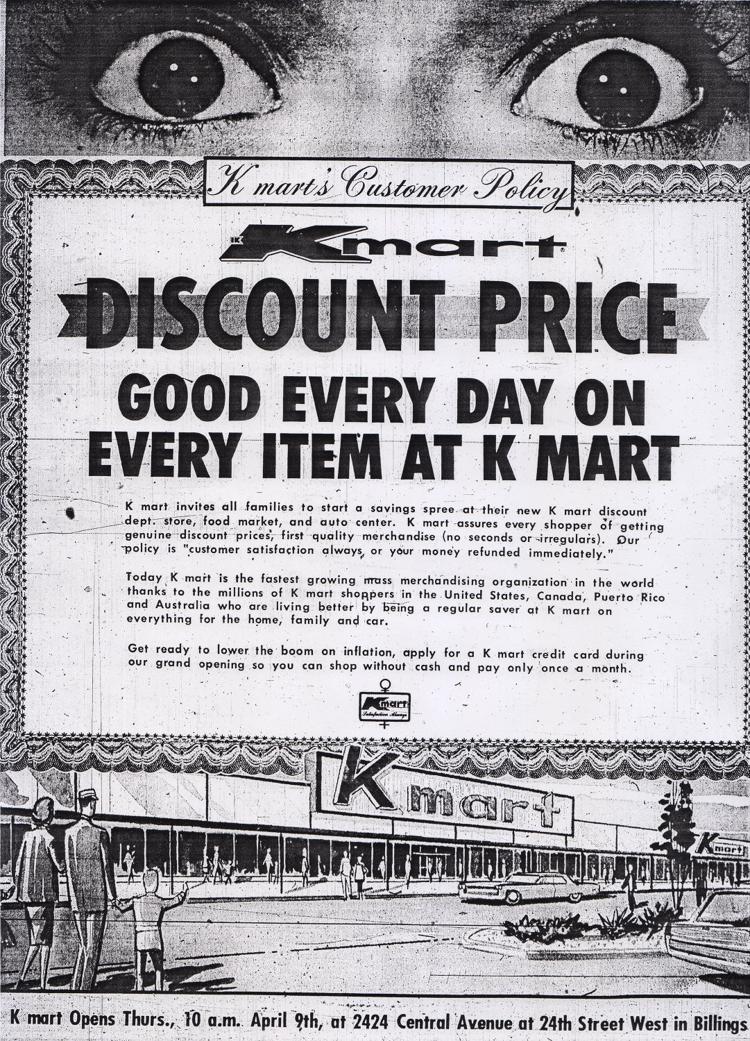 K mart's Customer Policy
K mart
DISCOUNT PRICE
GOOD EVERY DAY ON
EVERY ITEM AT K MART
K mart invites all families to start a savings spree at their new K mart discount
dept. store, food market, and auto center. K mart assures every shopper of getting
genuine discount prices, first quality merchandise (no seconds or irregulars). Our
policy is "customer satisfaction always, or your money refunded immediately."
Today K mart is the fastest growing mass merchandising organization in the world
thanks to the millions of K mart shoppers in the United States, Canada, Puerto Rico
and Australia who are living better by being a regular saver at K mart on
everything for the home, family and car.
Get ready to lower the boom on inflation, apply for a K mart credit card during
our grand opening so you can shop without cash and pay only once a month.
K mart
Satisfaction Always
K mart
K mart
K mart Opens Thurs., 10 a.m. April 9th, at 2424 Central Avenue at 24th Street West in Billings